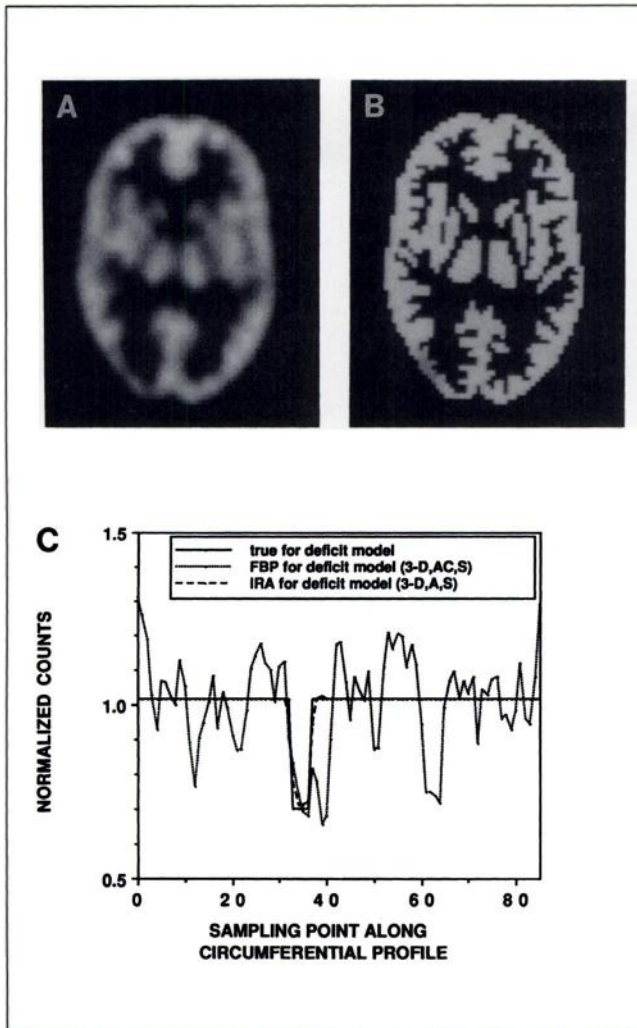 A
B
C
1.5
true for deficit model
FBP for deficit model (3-D,AC,S)
IRA for deficit model (3-D,A,S)
NORMALIZED COUNTS
1.0
0.5
0
20
40
60
80
SAMPLING POINT ALONG
CIRCUMFERENTIAL PROFILE